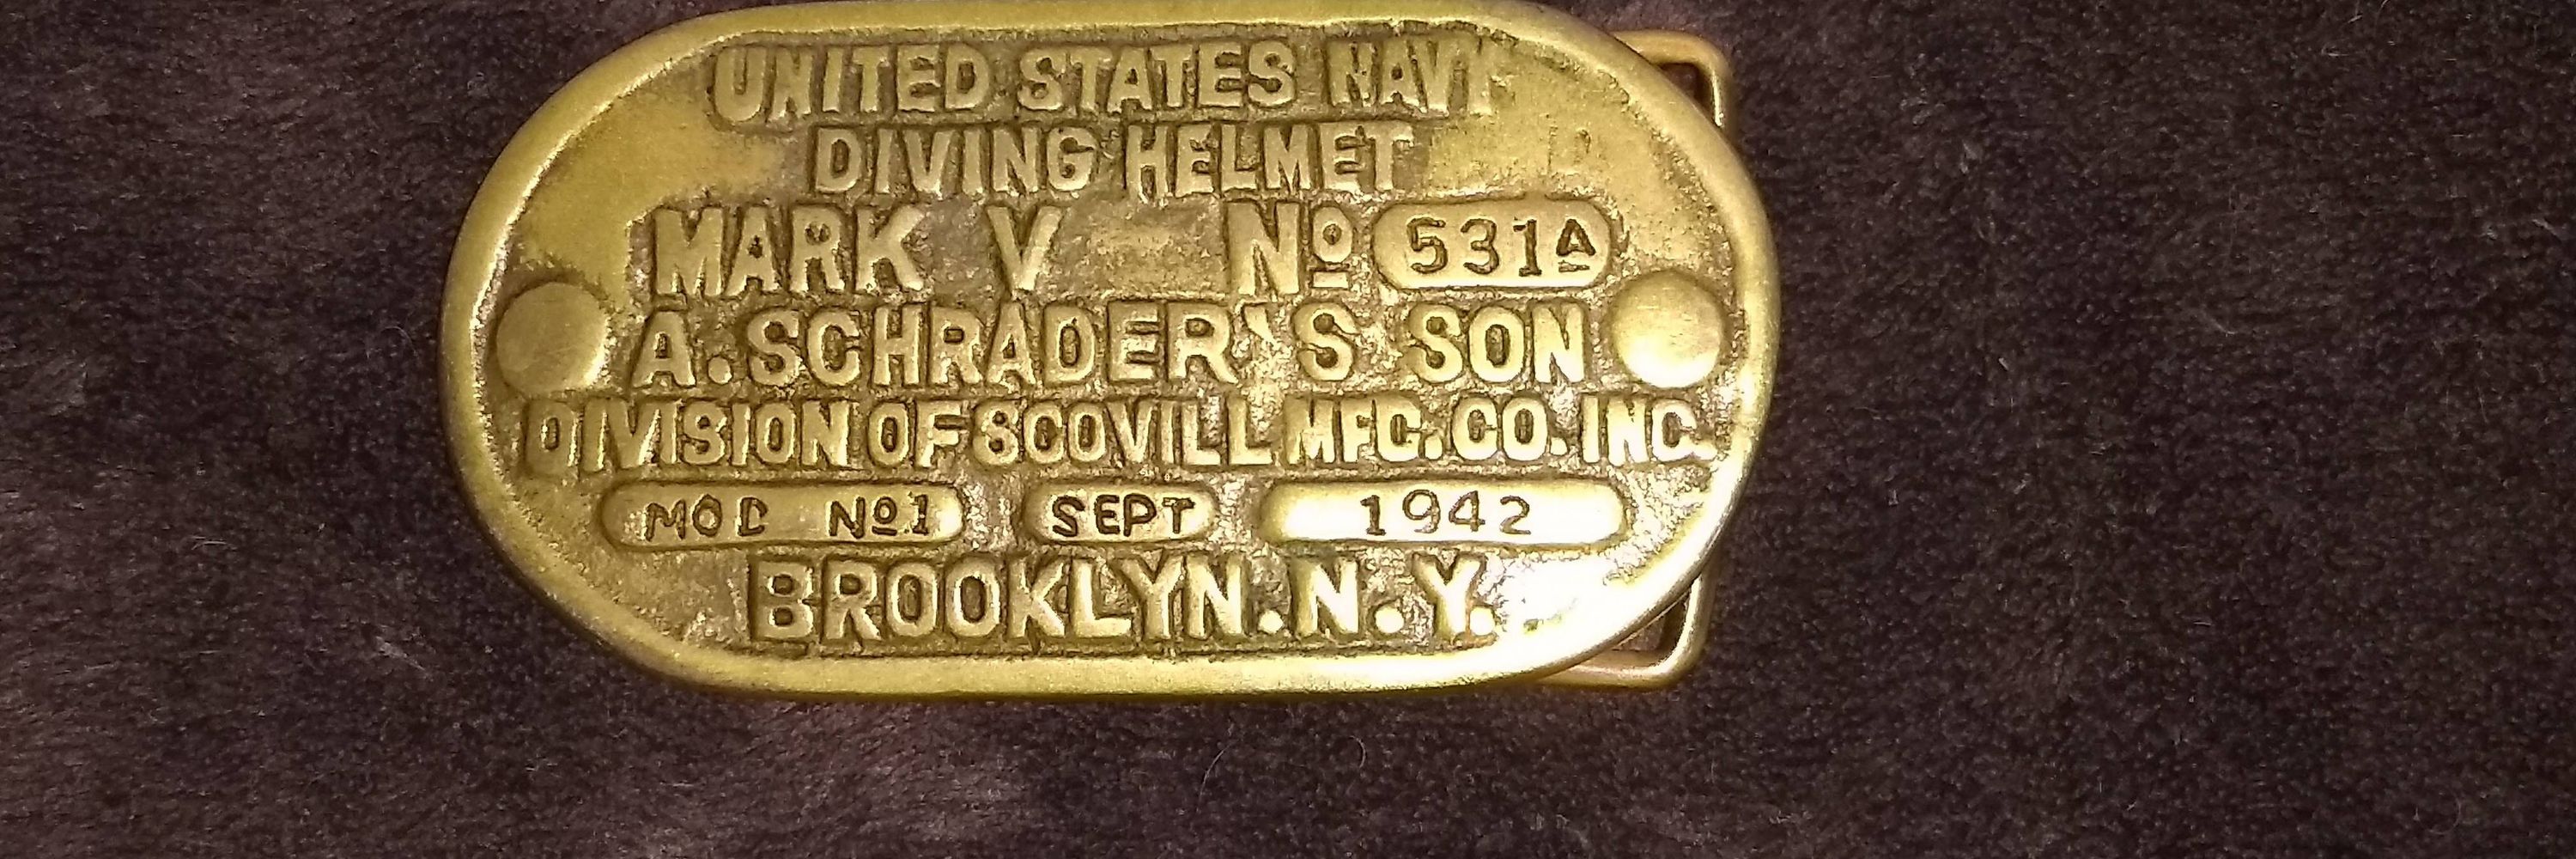 UNITED STATES NAVY
DIVING HELMET
MARK V Nº 531A
A. SCHRADER'S SON
DIVISION OF SCOVILL MFG. CO. INC.
MOD Nº1 SEPT 1942
BROOKLYN. N. Y.